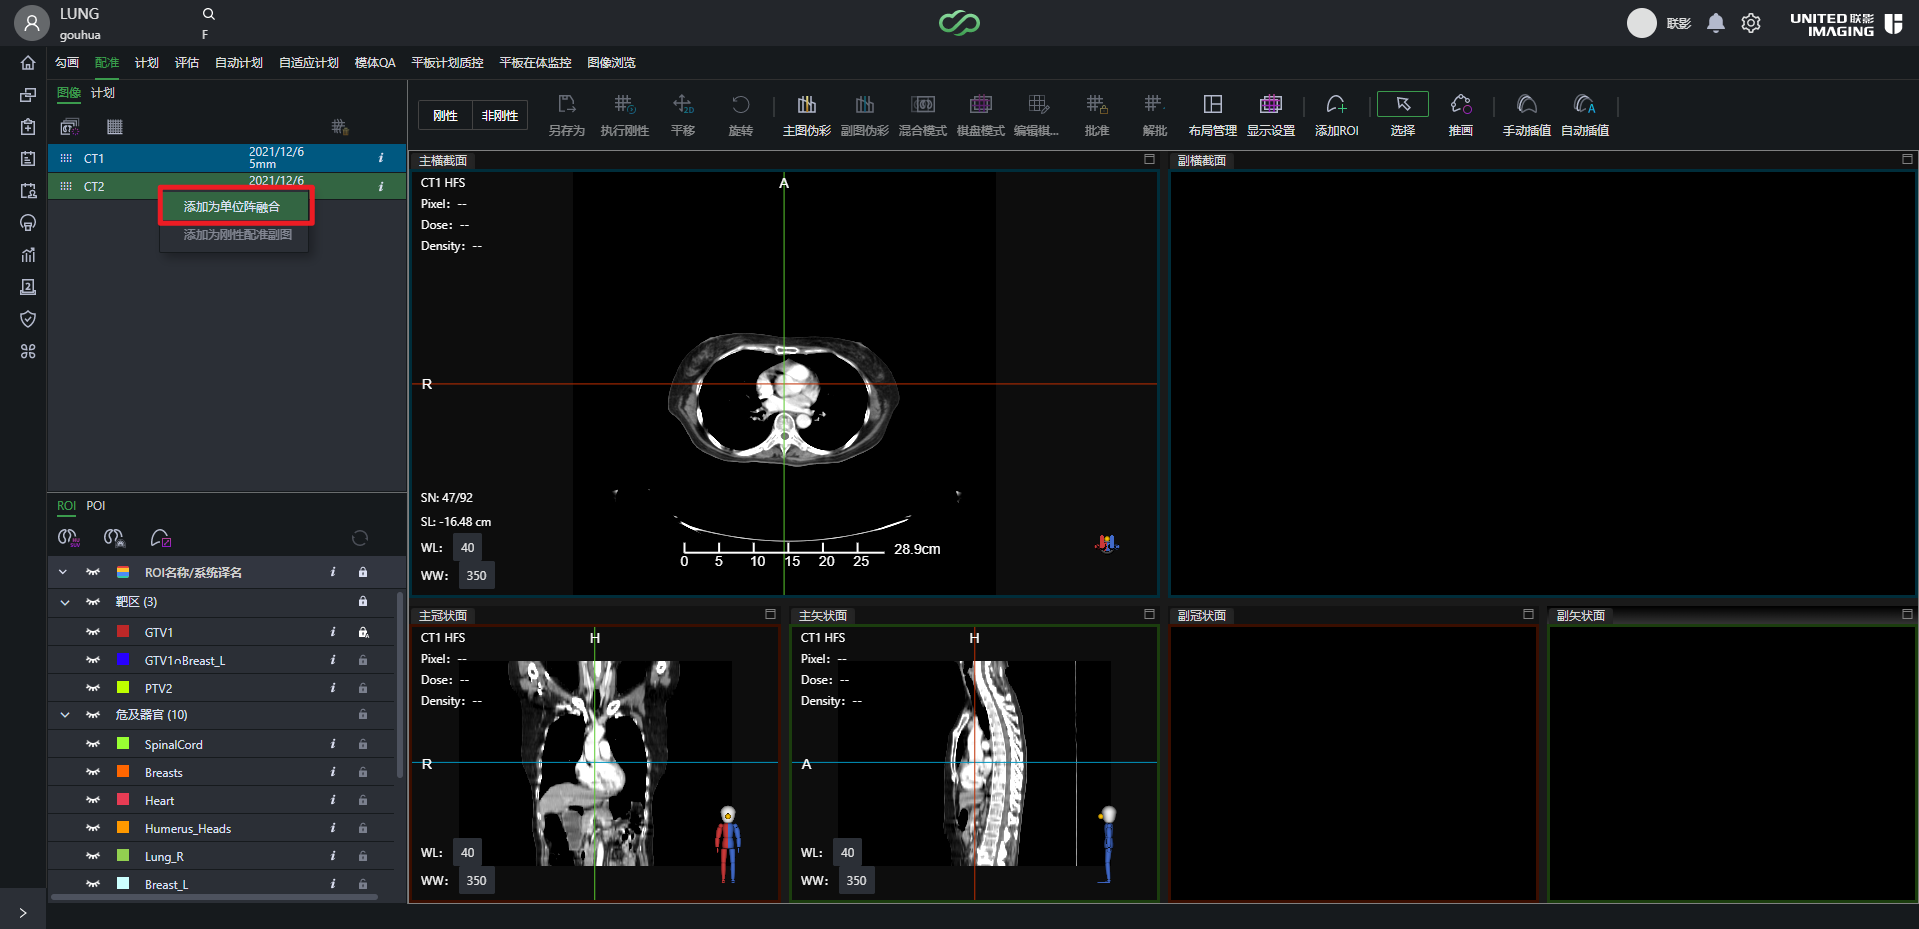 LUNG
gouhua
F
联影
UNITED 联影
IMAGING
勾画 配准 计划 评估 自动计划 自适应计划 模体QA 平板计划质控 平板在体监控 图像浏览
图像 计划
刚性 非刚性 另存为 执行刚性 平移 旋转 主图伪彩 副图伪彩 混合模式 棋盘模式 编辑棋... 批准 解批 布局管理 显示设置 添加ROI 选择 推画 手动插值 自动插值
2D
A
CT1 2021/12/6 i
5mm
CT2 2021/12/6 i
添加为单位阵融合
添加为刚性配准副图
主横截面
CT1 HFS
Pixel: --
Dose: --
Density: --
A
R
SN: 47/92
SL: -16.48 cm
WL: 40
WW: 350
0 5 10 15 20 25 28.9cm
副横截面
ROI POI
ROI名称/系统译名 i
靶区 (3)
GTV1 i
GTV1∩Breast_L i
PTV2 i
危及器官 (10)
SpinalCord i
Breasts i
Heart i
Humerus_Heads i
Lung_R i
Breast_L i
主冠状面
CT1 HFS
Pixel: --
Dose: --
Density: --
H
R
WL: 40
WW: 350
主矢状面
CT1 HFS
Pixel: --
Dose: --
Density: --
H
A
WL: 40
WW: 350
副冠状面
副矢状面